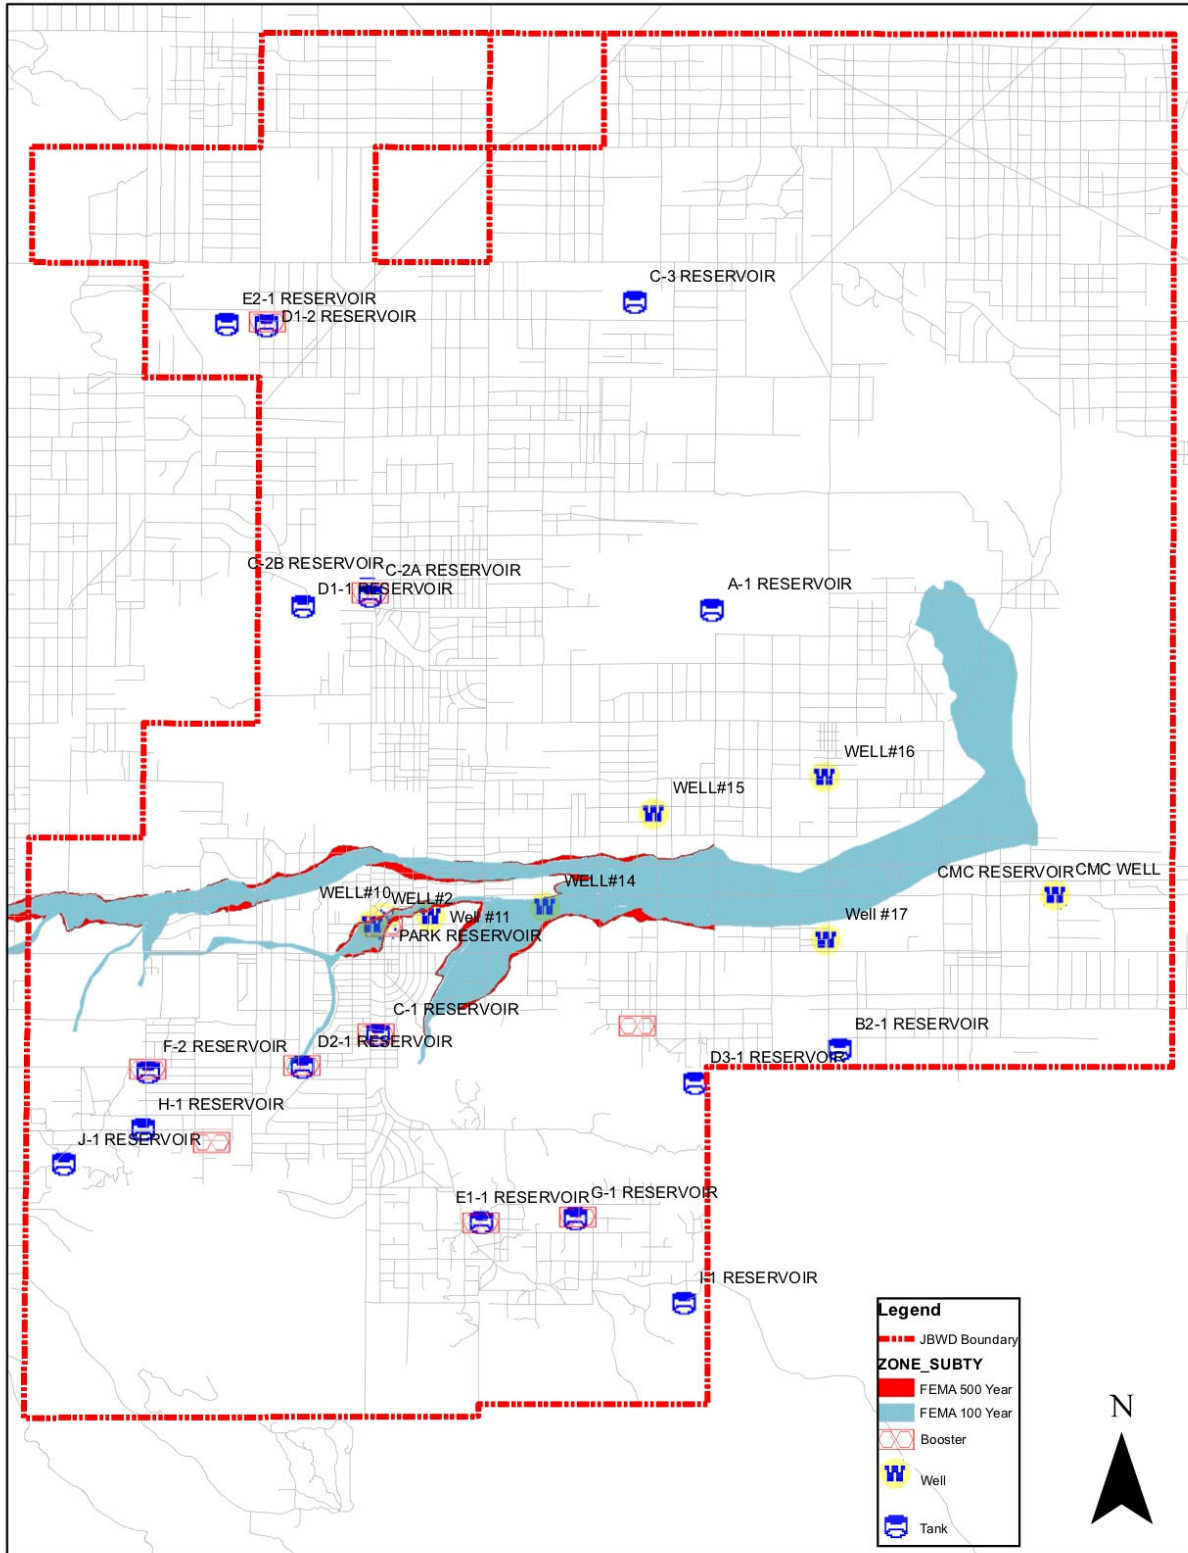 C-3 RESERVOIR
E2-1 RESERVOIR
D1-2 RESERVOIR
C-2B RESERVOIR
C-2A RESERVOIR
D1-1 RESERVOIR
A-1 RESERVOIR
WELL#16
WELL#15
CMC RESERVOIR
CMC WELL
WELL#14
WELL#10
WELL#2
Well #11
Well #17
PARK RESERVOIR
C-1 RESERVOIR
B2-1 RESERVOIR
D2-1 RESERVOIR
F-2 RESERVOIR
D3-1 RESERVOIR
H-1 RESERVOIR
J-1 RESERVOIR
E1-1 RESERVOIR
G-1 RESERVOIR
I-1 RESERVOIR
Legend
JBWD Boundary
ZONE_SUBTY
FEMA 500 Year
FEMA 100 Year
Booster
W Well
Tank
N